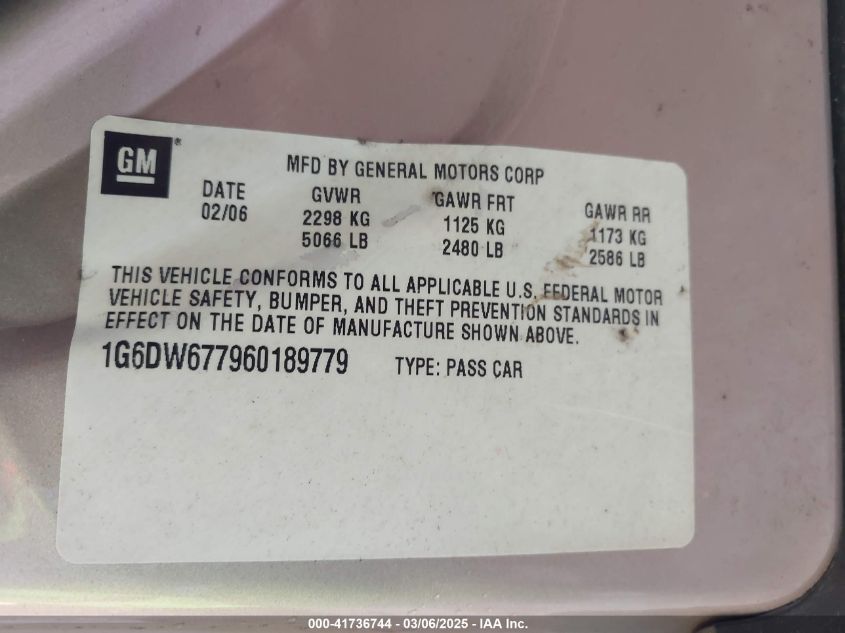 GM®
MFD BY GENERAL MOTORS CORP
DATE GVWR GAWR FRT GAWR RR
02/06 2298 KG 1125 KG 1173 KG
5066 LB 2480 LB 2586 LB
THIS VEHICLE CONFORMS TO ALL APPLICABLE U.S. FEDERAL MOTOR
VEHICLE SAFETY, BUMPER, AND THEFT PREVENTION STANDARDS IN
EFFECT ON THE DATE OF MANUFACTURE SHOWN ABOVE.
1G6DW677960189779 TYPE: PASS CAR
000-41736744 - 03/06/2025 - IAA Inc.